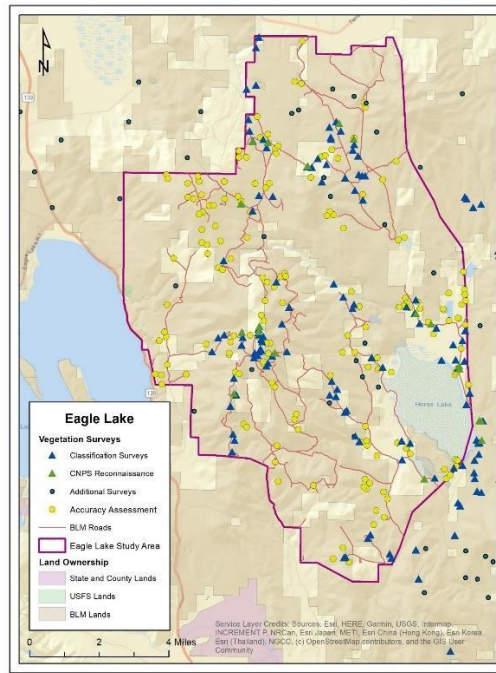 N
139
139
Horse Lake
Eagle Lake
Vegetation Surveys
Classification Surveys
CNPS Reconnaissance
Additional Surveys
Accuracy Assessment
BLM Roads
Eagle Lake Study Area
Land Ownership
State and County Lands
USFS Lands
BLM Lands
0 4 Miles
Service Layer Credits: Sources, Esri, HERE, Garmin, USGS, Intermap,
INCREMENT P, NRCan, Esri Japan, METI, Esri China (Hong Kong), Esri Korea,
Esri (Thailand), NGCC, (c) OpenStreetMap contributors, and the GIS User
Community